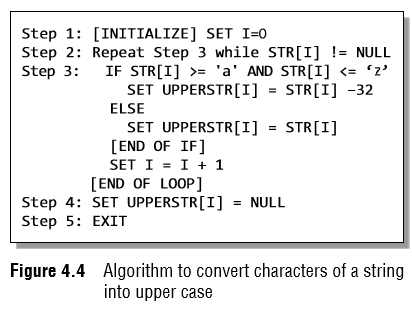 Step 1: [INITIALIZE] SET I=0
Step 2: Repeat Step 3 while STR[I] != NULL
Step 3: IF STR[I] >= 'a' AND STR[I] <= ‘z’
SET UPPERSTR[I] = STR[I] -32
ELSE
SET UPPERSTR[I] = STR[I]
[END OF IF]
SET I = I + 1
[END OF LOOP]
Step 4: SET UPPERSTR[I] = NULL
Step 5: EXIT
Figure 4.4 Algorithm to convert characters of a string
into upper case